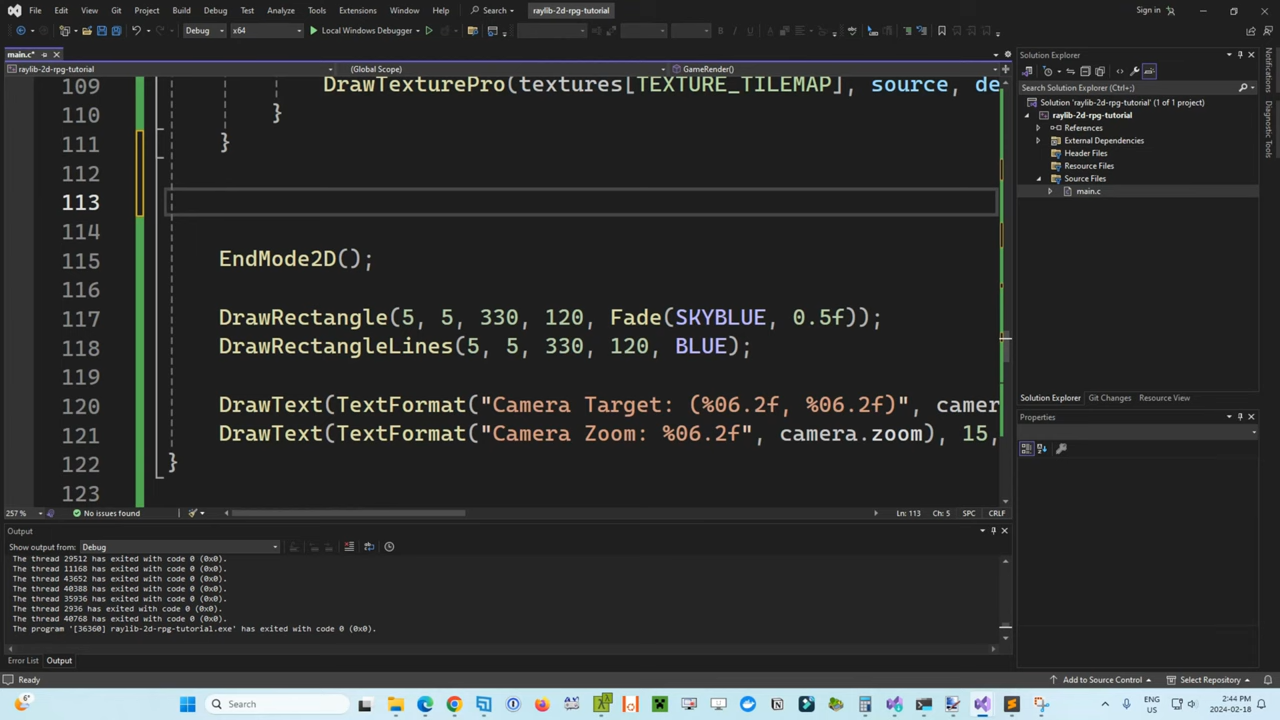 File Edit View Git Project Build Debug Test Analyze Tools Extensions Window Help Search raylib-2d-rpg-tutorial Sign in
Debug x64 Local Windows Debugger
main.c*
raylib-2d-rpg-tutorial (Global Scope) GameRender()
109 DrawTexturePro(textures[TEXTURE_TILEMAP], source, de
110 }
111 }
112
113
114
115 EndMode2D();
116
117 DrawRectangle(5, 5, 330, 120, Fade(SKYBLUE, 0.5f));
118 DrawRectangleLines(5, 5, 330, 120, BLUE);
119
120 DrawText(TextFormat("Camera Target: (%06.2f, %06.2f)", camer
121 DrawText(TextFormat("Camera Zoom: %06.2f", camera.zoom), 15,
122 }
123
257 % No issues found Ln: 113 Ch: 5 SPC CRLF
Output
Show output from: Debug
The thread 29512 has exited with code 0 (0x0).
The thread 11168 has exited with code 0 (0x0).
The thread 43652 has exited with code 0 (0x0).
The thread 40388 has exited with code 0 (0x0).
The thread 35936 has exited with code 0 (0x0).
The thread 2936 has exited with code 0 (0x0).
The thread 40768 has exited with code 0 (0x0).
The program '[36360] raylib-2d-rpg-tutorial.exe' has exited with code 0 (0x0).
Error List Output
Solution Explorer
Search Solution Explorer (Ctrl+;)
Solution 'raylib-2d-rpg-tutorial' (1 of 1 project)
raylib-2d-rpg-tutorial
References
External Dependencies
Header Files
Resource Files
Source Files
main.c
Solution Explorer Git Changes Resource View
Properties
Notifications
Diagnostic Tools
Ready Add to Source Control Select Repository
6° Search ENG US 2:44 PM 2024-02-18